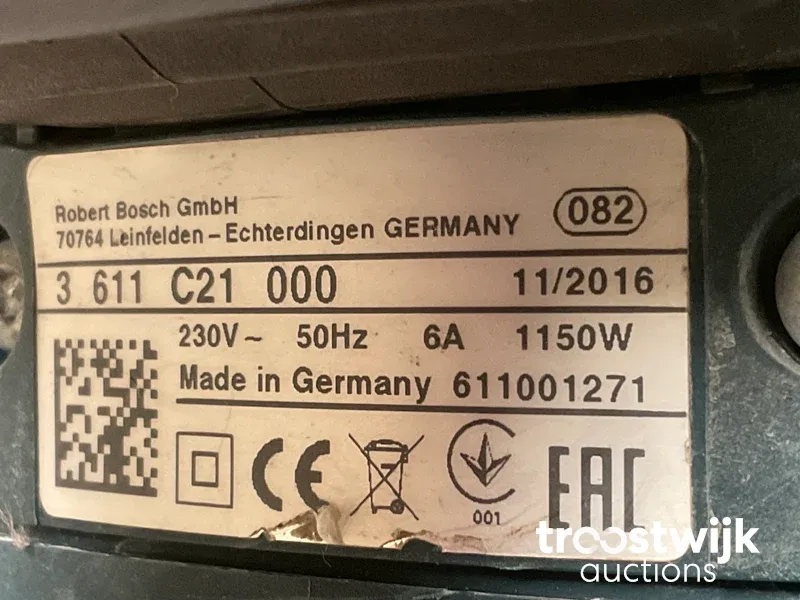 Robert Bosch GmbH
70764 Leinfelden – Echterdingen GERMANY 082
3 611 C21 000 11/2016
230V ~ 50Hz 6A 1150W
Made in Germany 611001271
CE
001
EAC
troostwijk
auctions